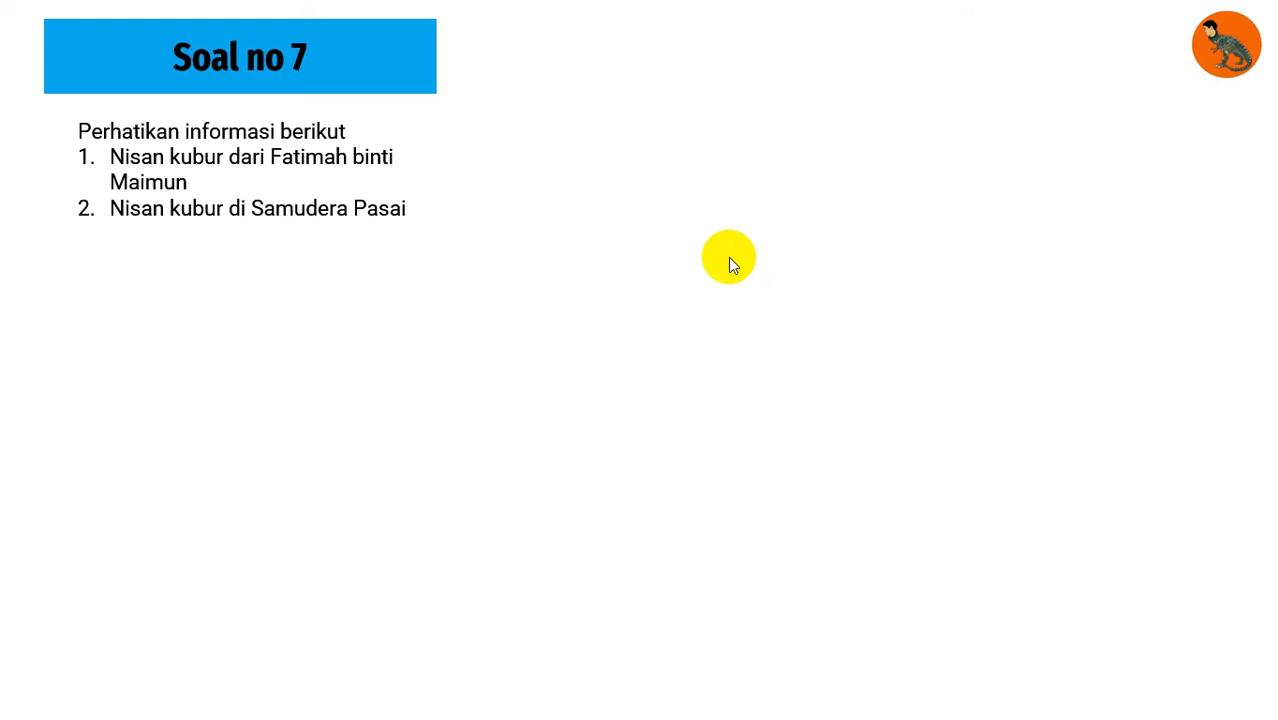 Soal no 7
Perhatikan informasi berikut
1. Nisan kubur dari Fatimah binti
Maimun
2. Nisan kubur di Samudera Pasai